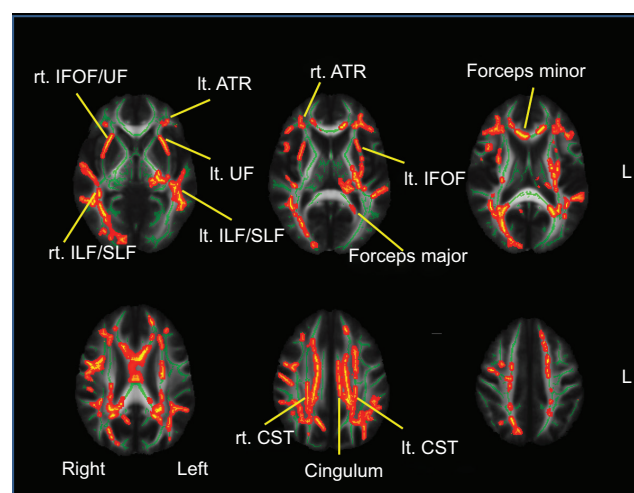 rt. IFOF/UF
lt. ATR
rt. ATR
Forceps minor
lt. UF
lt. IFOF
L
rt. ILF/SLF
lt. ILF/SLF
Forceps major
L
rt. CST
lt. CST
Right
Left
Cingulum